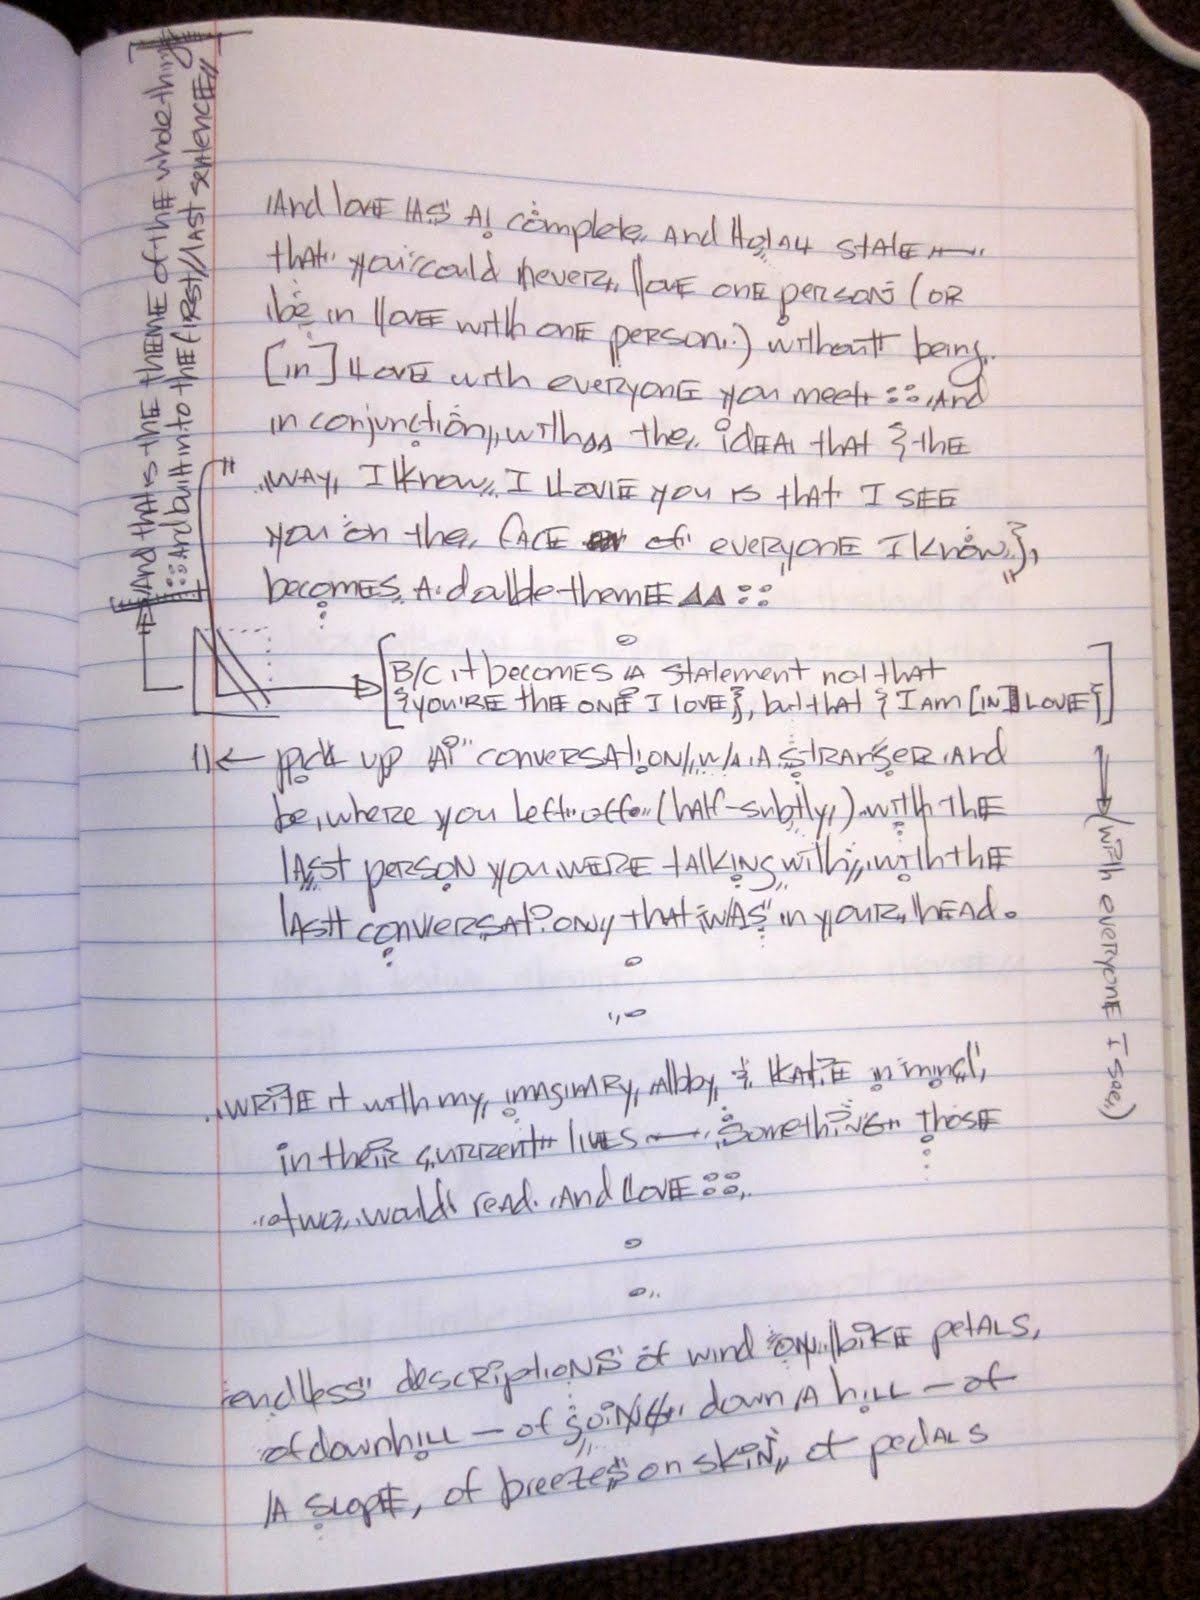 And that is the theme of the whole thing
:: And built into the first/last sentence
And love as a complete and holy state —
that you could never love one person (or
be in love with one person) without being
[in] love with everyone you meet :: And
in conjunction with the idea that {the
way I know I love you is that I see
you on the face of everyone I know},
becomes a double-theme ::
[B/C it becomes a statement not that
{you're the one I love}, but that {I am [in] love}]
(with everyone I see)
pick up a conversation w/ a stranger and
be where you left off (half-subtly) with the
last person you were talking with, with the
last conversation that was in your head.
write it with my imaginary Abby & Katie in mind,
in their current lives — something those
two would read and love ::
endless descriptions of wind on bike petals,
of downhill — of going down a hill — of
a slope, of breezes on skin, of pedals